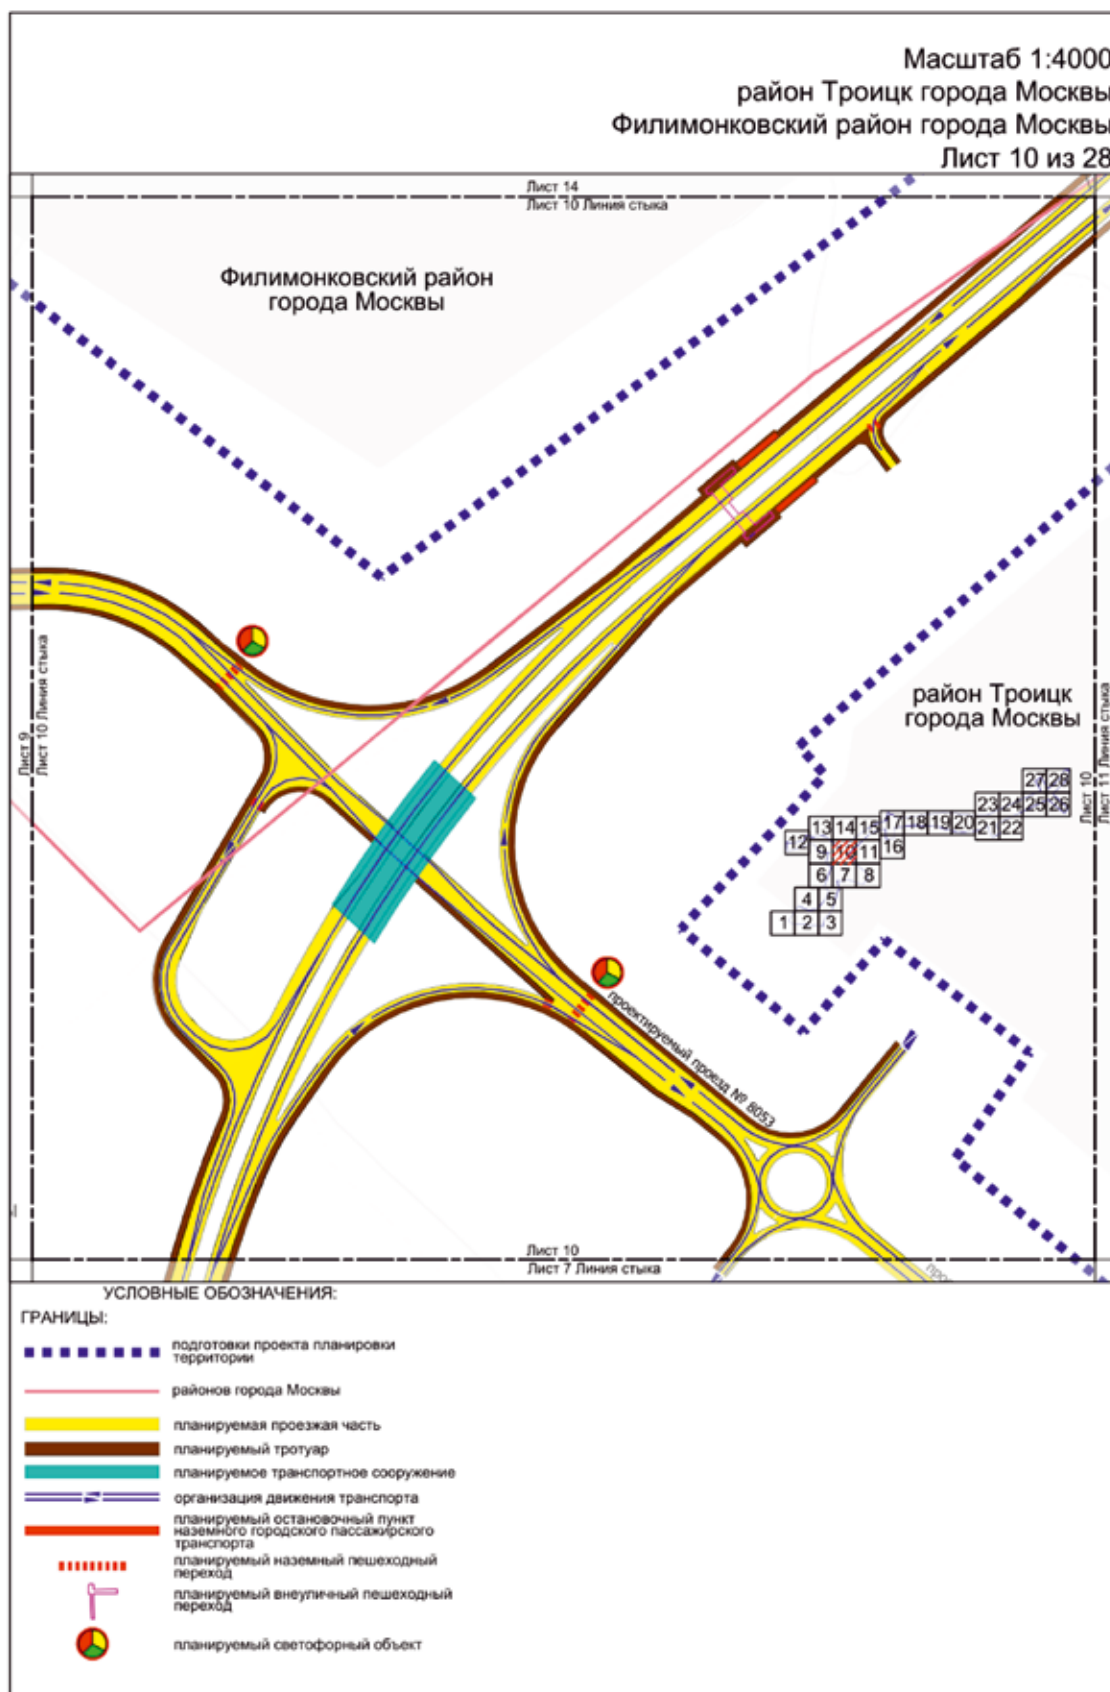 Масштаб 1:4000
район Троицк города Москвы
Филимонковский район города Москвы
Лист 10 из 28
Лист 14
Лист 10 Линия стыка
Филимонковский район
города Москвы
Лист 9
Лист 10 Линия стыка
район Троицк
города Москвы
Лист 10
Лист 11 Линия стыка
27 28
23 24 25 26
13 14 15 17 18 19 20 21 22
12 9 10 11 16
6 7 8
4 5
1 2 3
проектируемый проезд № 8053
Лист 10
Лист 7 Линия стыка
УСЛОВНЫЕ ОБОЗНАЧЕНИЯ:
ГРАНИЦЫ:
подготовки проекта планировки
территории
районов города Москвы
планируемая проезжая часть
планируемый тротуар
планируемое транспортное сооружение
организация движения транспорта
планируемый остановочный пункт
наземного городского пассажирского
транспорта
планируемый наземный пешеходный
переход
планируемый внеуличный пешеходный
переход
планируемый светофорный объект